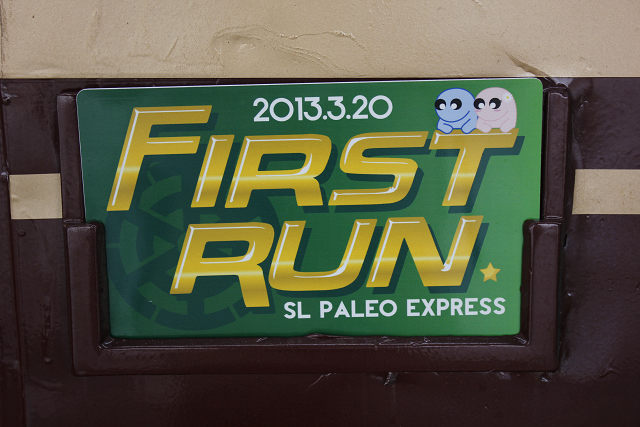 2013.3.20
FIRST
RUN
SL PALEO EXPRESS